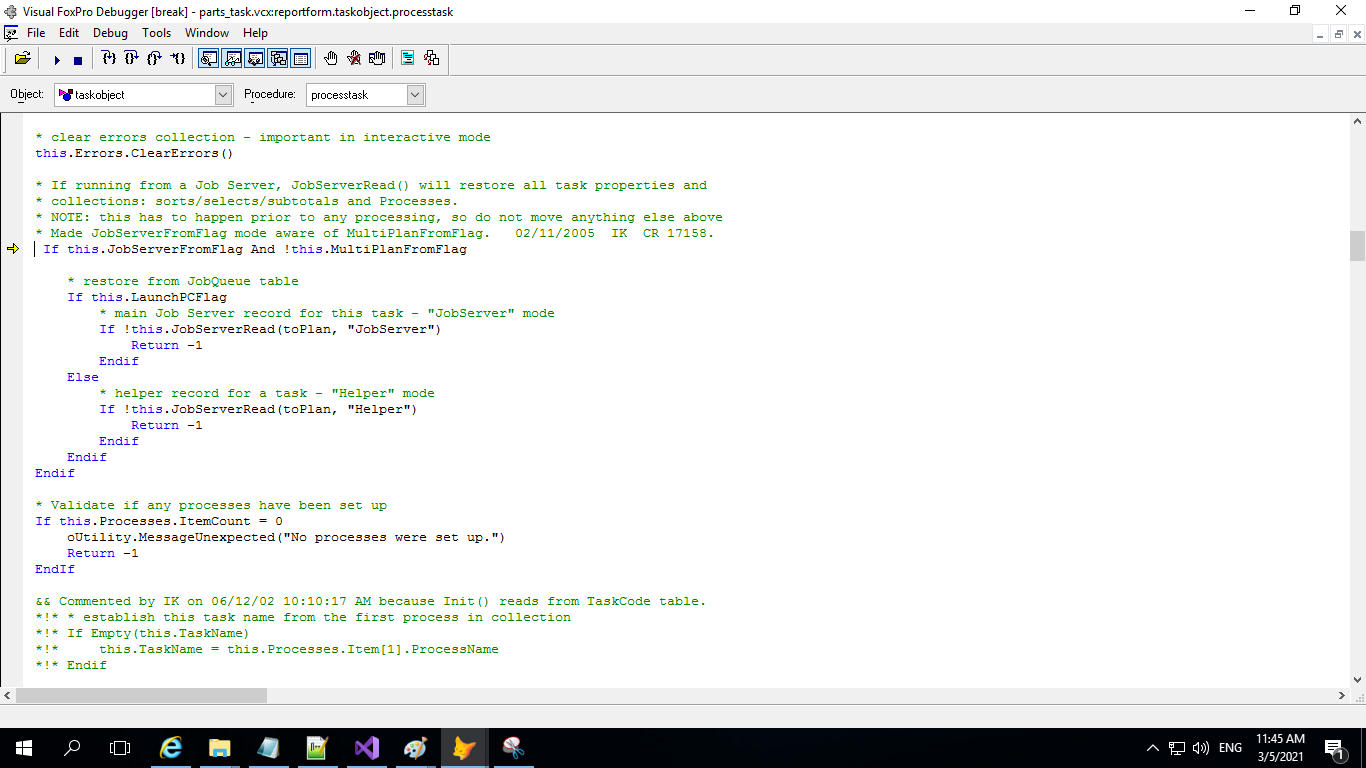 Visual FoxPro Debugger [break] - parts_task.vcx:reportform.taskobject.processtask
File Edit Debug Tools Window Help
Object: taskobject Procedure: processtask
* clear errors collection - important in interactive mode
this.Errors.ClearErrors()
* If running from a Job Server, JobServerRead() will restore all task properties and
* collections: sorts/selects/subtotals and Processes.
* NOTE: this has to happen prior to any processing, so do not move anything else above
* Made JobServerFromFlag mode aware of MultiPlanFromFlag.   02/11/2005  IK  CR 17158.
If this.JobServerFromFlag And !this.MultiPlanFromFlag
* restore from JobQueue table
If this.LaunchPCFlag
* main Job Server record for this task - "JobServer" mode
If !this.JobServerRead(toPlan, "JobServer")
Return -1
Endif
Else
* helper record for a task - "Helper" mode
If !this.JobServerRead(toPlan, "Helper")
Return -1
Endif
Endif
Endif
* Validate if any processes have been set up
If this.Processes.ItemCount = 0
oUtility.MessageUnexpected("No processes were set up.")
Return -1
EndIf
&& Commented by IK on 06/12/02 10:10:17 AM because Init() reads from TaskCode table.
*!* * establish this task name from the first process in collection
*!* If Empty(this.TaskName)
*!*     this.TaskName = this.Processes.Item[1].ProcessName
*!* Endif
ENG
11:45 AM
3/5/2021
1